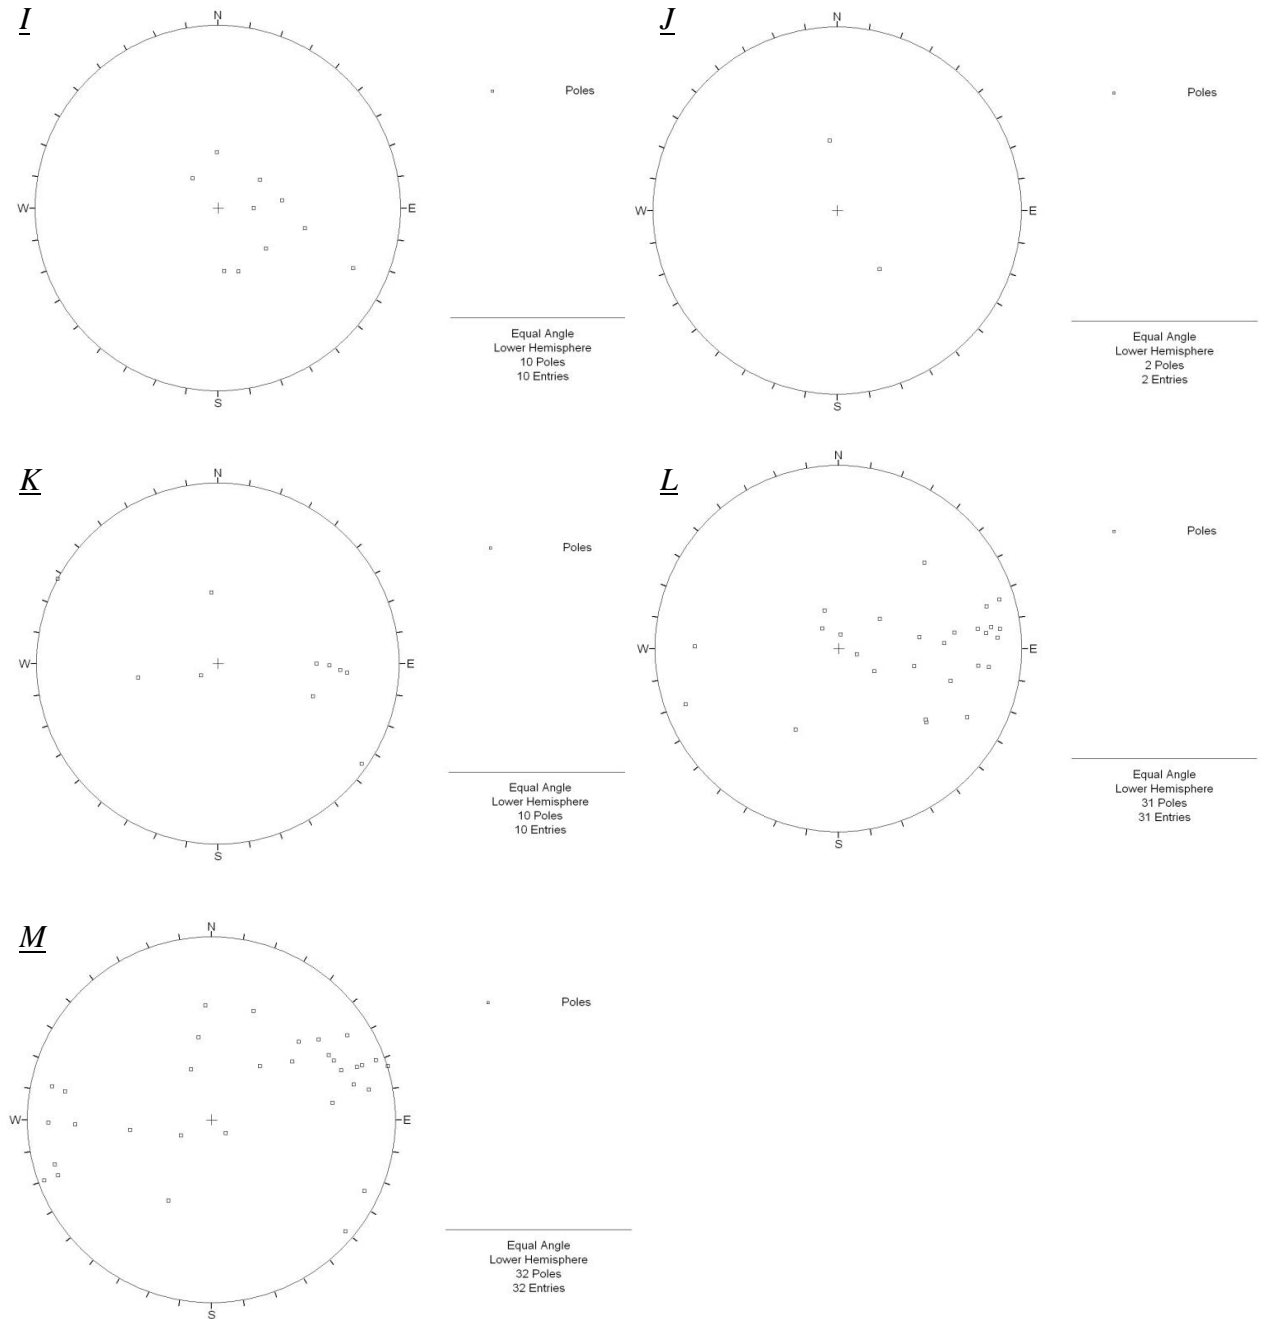 I
N
W
E
S
Poles
Equal Angle
Lower Hemisphere
10 Poles
10 Entries
J
N
W
E
S
Poles
Equal Angle
Lower Hemisphere
2 Poles
2 Entries
K
N
W
E
S
Poles
Equal Angle
Lower Hemisphere
10 Poles
10 Entries
L
N
W
E
S
Poles
Equal Angle
Lower Hemisphere
31 Poles
31 Entries
M
N
W
E
S
Poles
Equal Angle
Lower Hemisphere
32 Poles
32 Entries